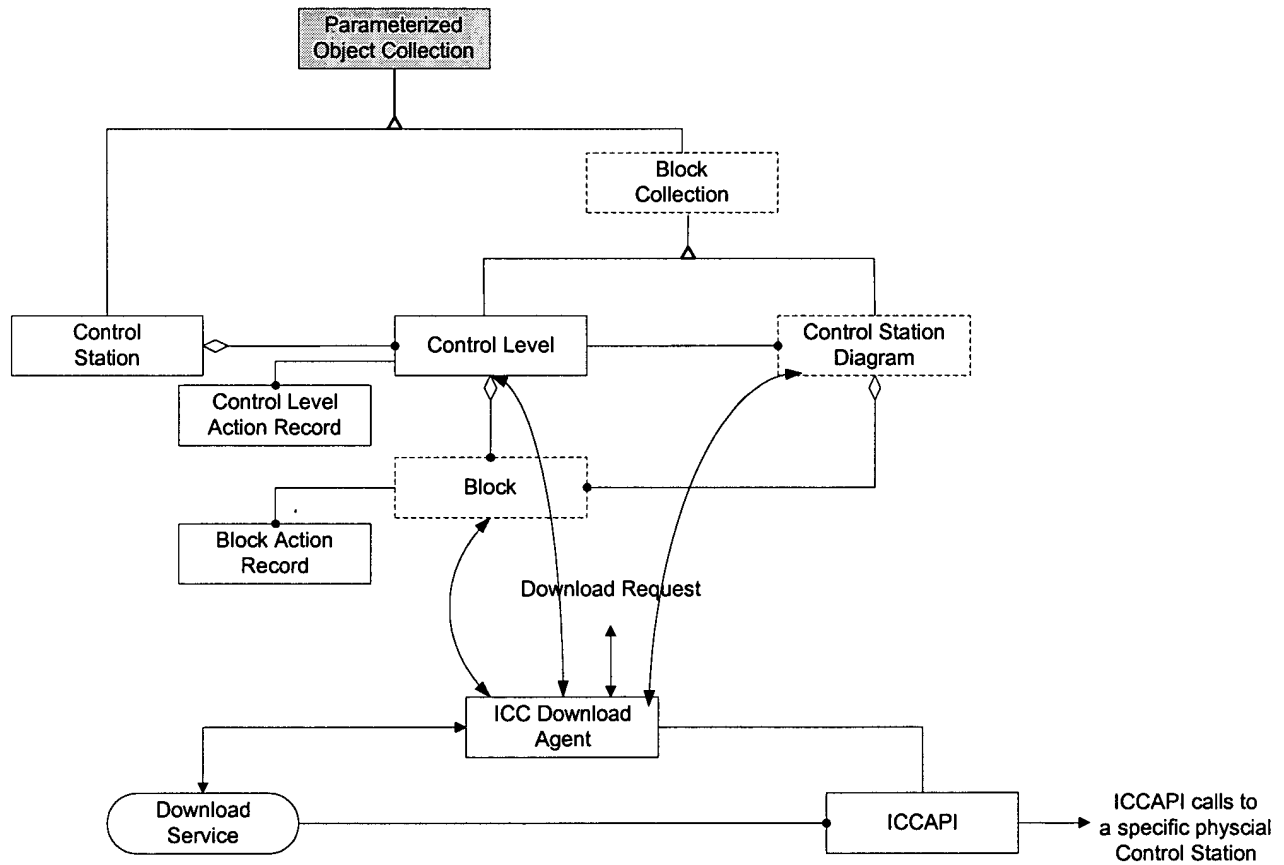 Parameterized
Object Collection
Block
Collection
Control
Station
Control Level
Control Station
Diagram
Control Level
Action Record
Block
Block Action
Record
Download Request
ICC Download
Agent
Download
Service
ICCAPI
ICCAPI calls to
a specific physcial
Control Station